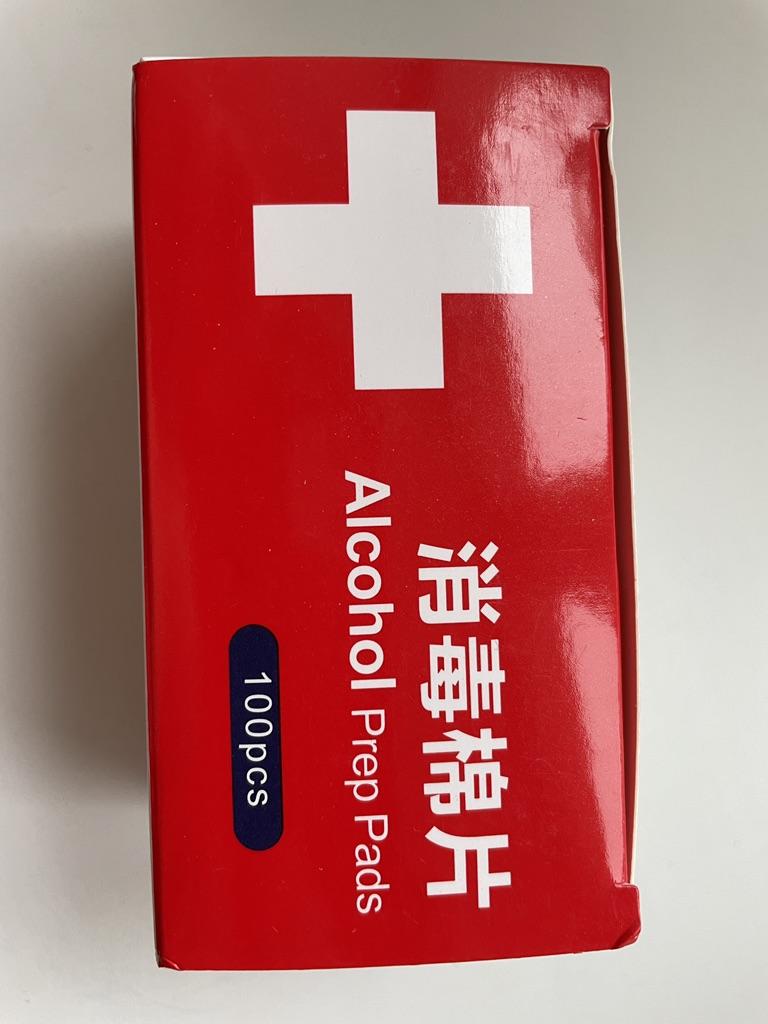 消毒棉片
Alcohol Prep Pads
100pcs